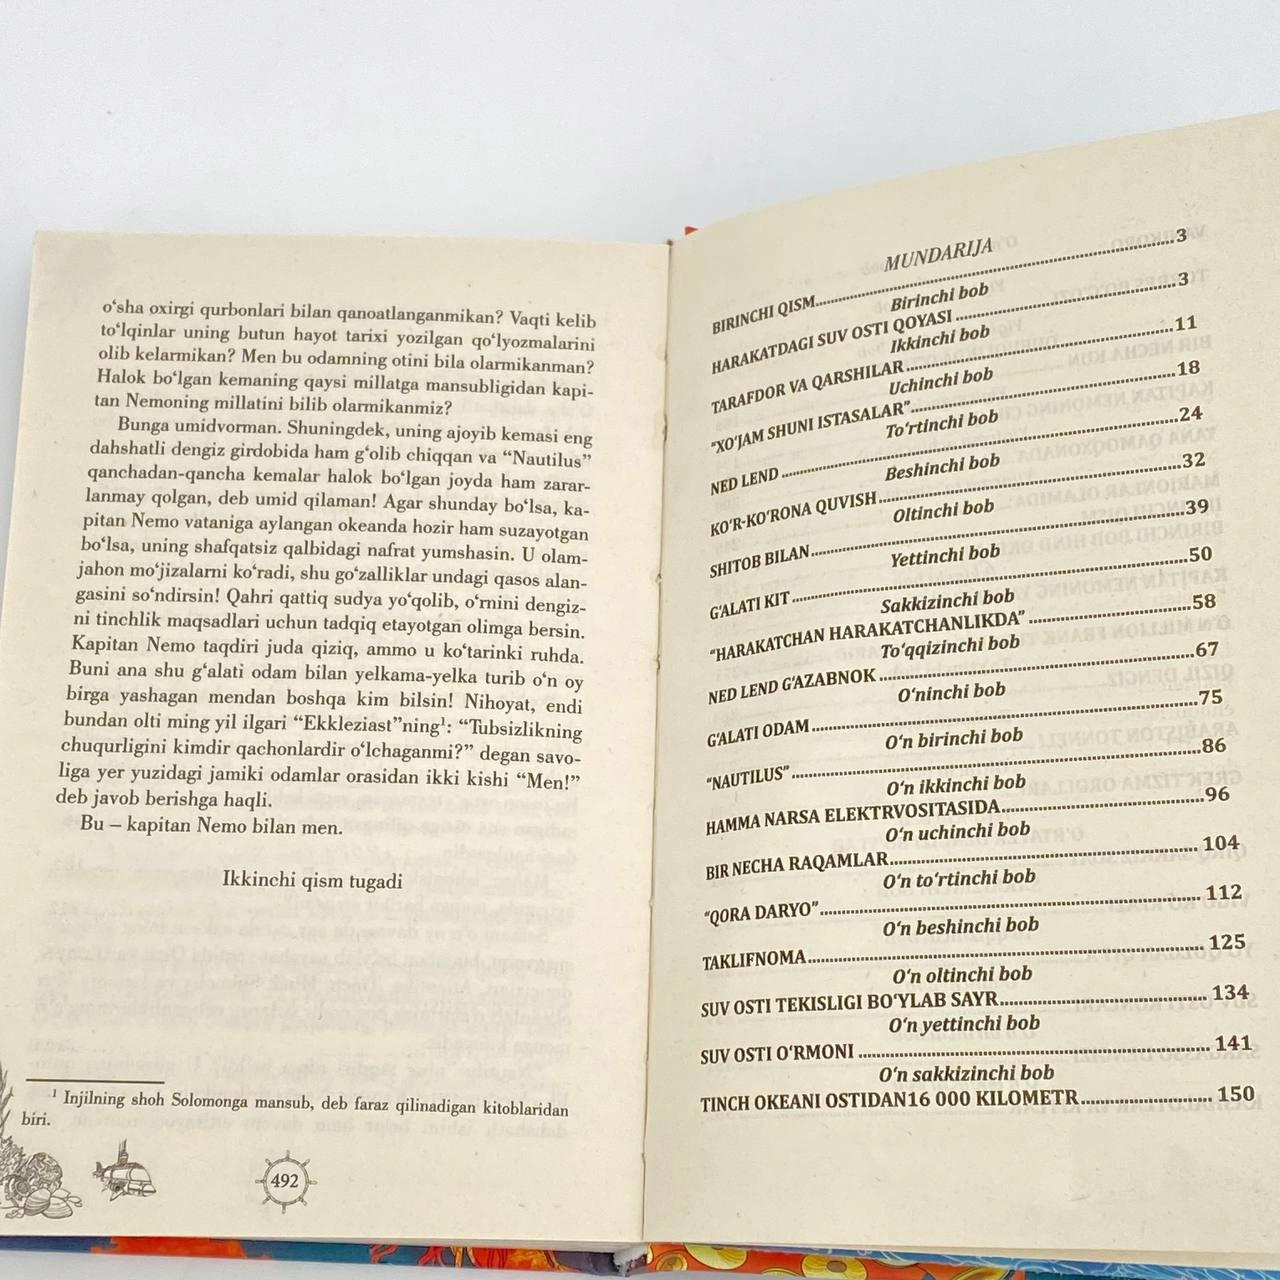 o‘sha oxirgi qurbonlari bilan qanoatlanganmikan? Vaqti kelib
to‘lqinlar uning butun hayot tarixi yozilgan qo‘lyozmalarini
olib kelarmikan? Men bu odamning otini bila olarmikanman?
Halok bo‘lgan kemaning qaysi millatga mansubligidan kapi-
tan Nemoning millatini bilib olarmikanmiz?
Bunga umidvorman. Shuningdek, uning ajoyib kemasi eng
dahshatli dengiz girdobida ham g‘olib chiqqan va “Nautilus”
qanchadan-qancha kemalar halok bo‘lgan joyda ham zarar-
lanmay qolgan, deb umid qilaman! Agar shunday bo‘lsa, ka-
pitan Nemo vataniga aylangan okeanda hozir ham suzayotgan
bo‘lsa, uning shafqatsiz qalbidagi nafrat yumshasin. U olam-
jahon mo‘jizalarni ko‘radi, shu go‘zalliklar undagi qasos alan-
gasini so‘ndirsin! Qahri qattiq sudya yo‘qolib, o‘rnini dengiz-
ni tinchlik maqsadlari uchun tadqiq etayotgan olimga bersin.
Kapitan Nemo taqdiri juda qiziq, ammo u ko‘tarinki ruhda.
Buni ana shu g‘alati odam bilan yelkama-yelka turib o‘n oy
birga yashagan mendan boshqa kim bilsin! Nihoyat, endi
bundan olti ming yil ilgari “Ekkleziast”ning¹: “Tubsizlikning
chuqurligini kimdir qachonlardir o‘lchaganmi?” degan savo-
liga yer yuzidagi jamiki odamlar orasidan ikki kishi “Men!”
deb javob berishga haqli.
Bu – kapitan Nemo bilan men.
Ikkinchi qism tugadi
¹ Injilning shoh Solomonga mansub, deb faraz qilinadigan kitoblaridan
biri.
492
MUNDARIJA
BIRINCHI QISM..........3
Birinchi bob
HARAKATDAGI SUV OSTI QOYASI..........3
Ikkinchi bob
TARAFDOR VA QARSHILAR..........11
Uchinchi bob
“XO‘JAM SHUNI ISTASALAR”..........18
To‘rtinchi bob
NED LEND..........24
Beshinchi bob
KO‘R-KO‘RONA QUVISH..........32
Oltinchi bob
SHITOB BILAN..........39
Yettinchi bob
G‘ALATI KIT..........50
Sakkizinchi bob
“HARAKATCHAN HARAKATCHANLIKDA”..........58
To‘qqizinchi bob
NED LEND G‘AZABNOK..........67
O‘ninchi bob
G‘ALATI ODAM..........75
O‘n birinchi bob
“NAUTILUS”..........86
O‘n ikkinchi bob
HAMMA NARSA ELEKTRVOSITASIDA..........96
O‘n uchinchi bob
BIR NECHA RAQAMLAR..........104
O‘n to‘rtinchi bob
“QORA DARYO”..........112
O‘n beshinchi bob
TAKLIFNOMA..........125
O‘n oltinchi bob
SUV OSTI TEKISLIGI BO‘YLAB SAYR..........134
O‘n yettinchi bob
SUV OSTI O‘RMONI..........141
O‘n sakkizinchi bob
TINCH OKEANI OSTIDAN16 000 KILOMETR..........150